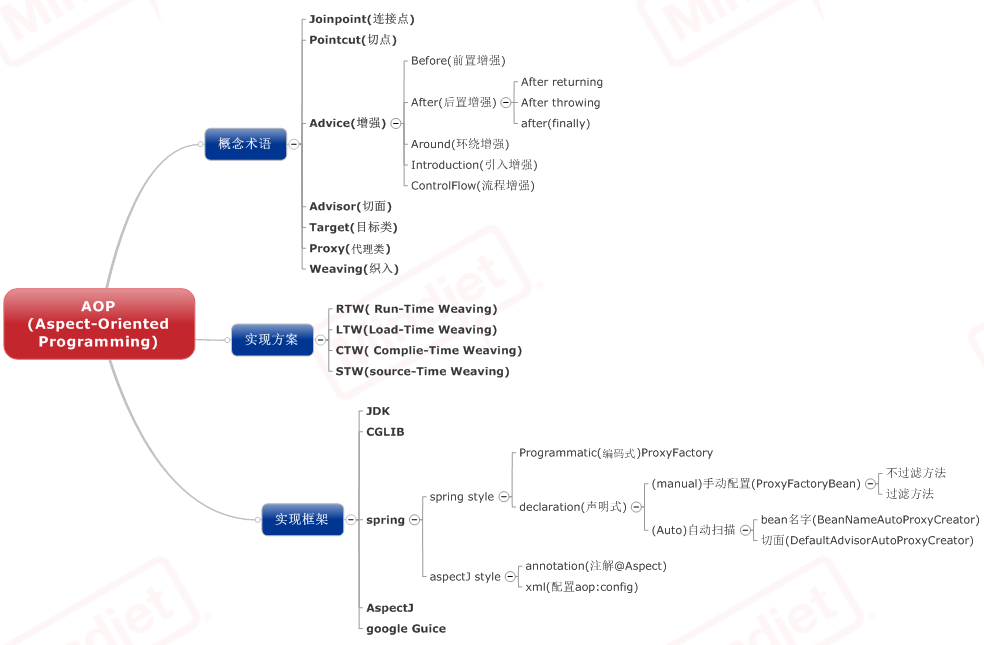 AOP
(Aspect-Oriented
Programming)
概念术语
Joinpoint(连接点)
Pointcut(切点)
Advice(增强)
Before(前置增强)
After(后置增强)
After returning
After throwing
after(finally)
Around(环绕增强)
Introduction(引入增强)
ControlFlow(流程增强)
Advisor(切面)
Target(目标类)
Proxy(代理类)
Weaving(织入)
实现方案
RTW( Run-Time Weaving)
LTW(Load-Time Weaving)
CTW( Complie-Time Weaving)
STW(source-Time Weaving)
实现框架
JDK
CGLIB
spring
spring style
Programmatic(编码式)ProxyFactory
declaration(声明式)
(manual)手动配置(ProxyFactoryBean)
不过滤方法
过滤方法
(Auto)自动扫描
bean名字(BeanNameAutoProxyCreator)
切面(DefaultAdvisorAutoProxyCreator)
aspectJ style
annotation(注解@Aspect)
xml(配置aop:config)
AspectJ
google Guice
Mindjet
Mindjet
Mindjet
Mindjet
Mindjet